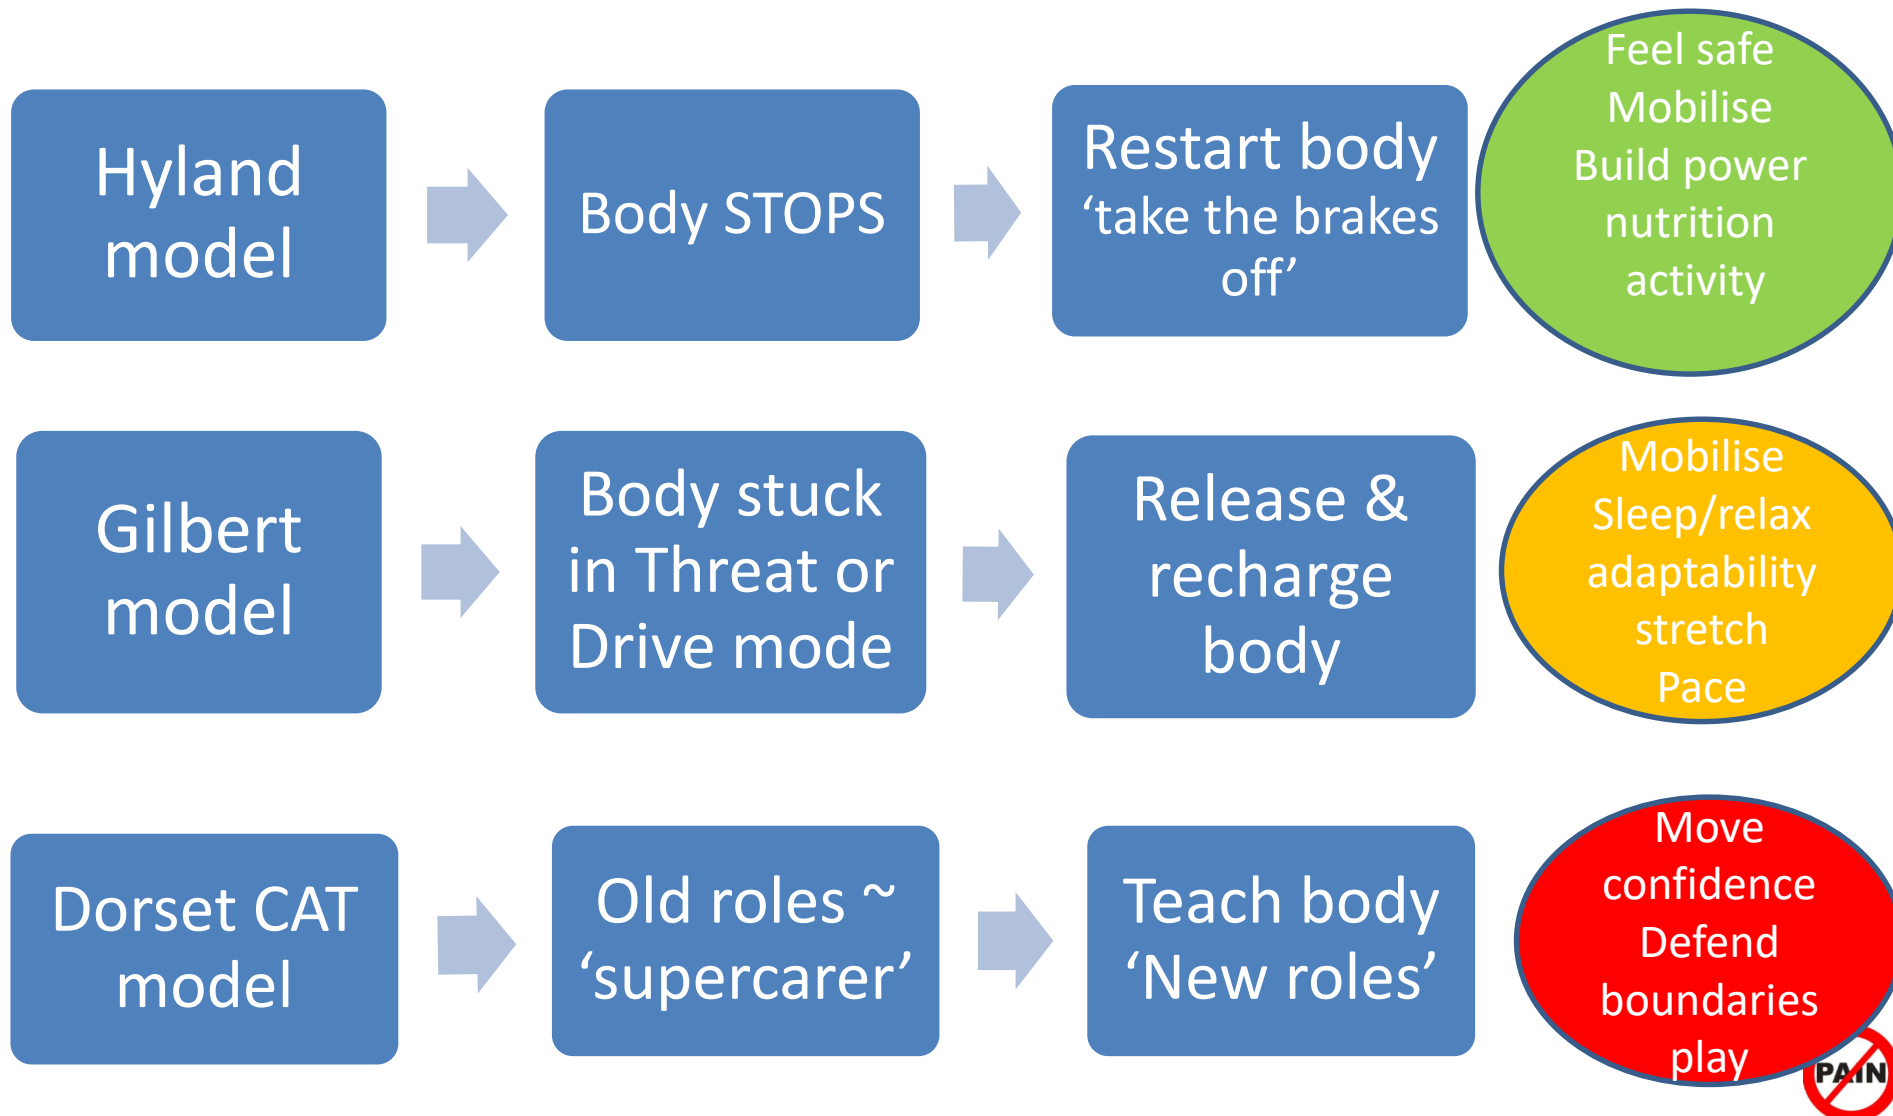 Hyland
model
Body STOPS
Restart body
‘take the brakes
off’
Feel safe
Mobilise
Build power
nutrition
activity
Gilbert
model
Body stuck
in Threat or
Drive mode
Release &
recharge
body
Mobilise
Sleep/relax
adaptability
stretch
Pace
Dorset CAT
model
Old roles ~
‘supercarer’
Teach body
‘New roles’
Move
confidence
Defend
boundaries
play
PAIN